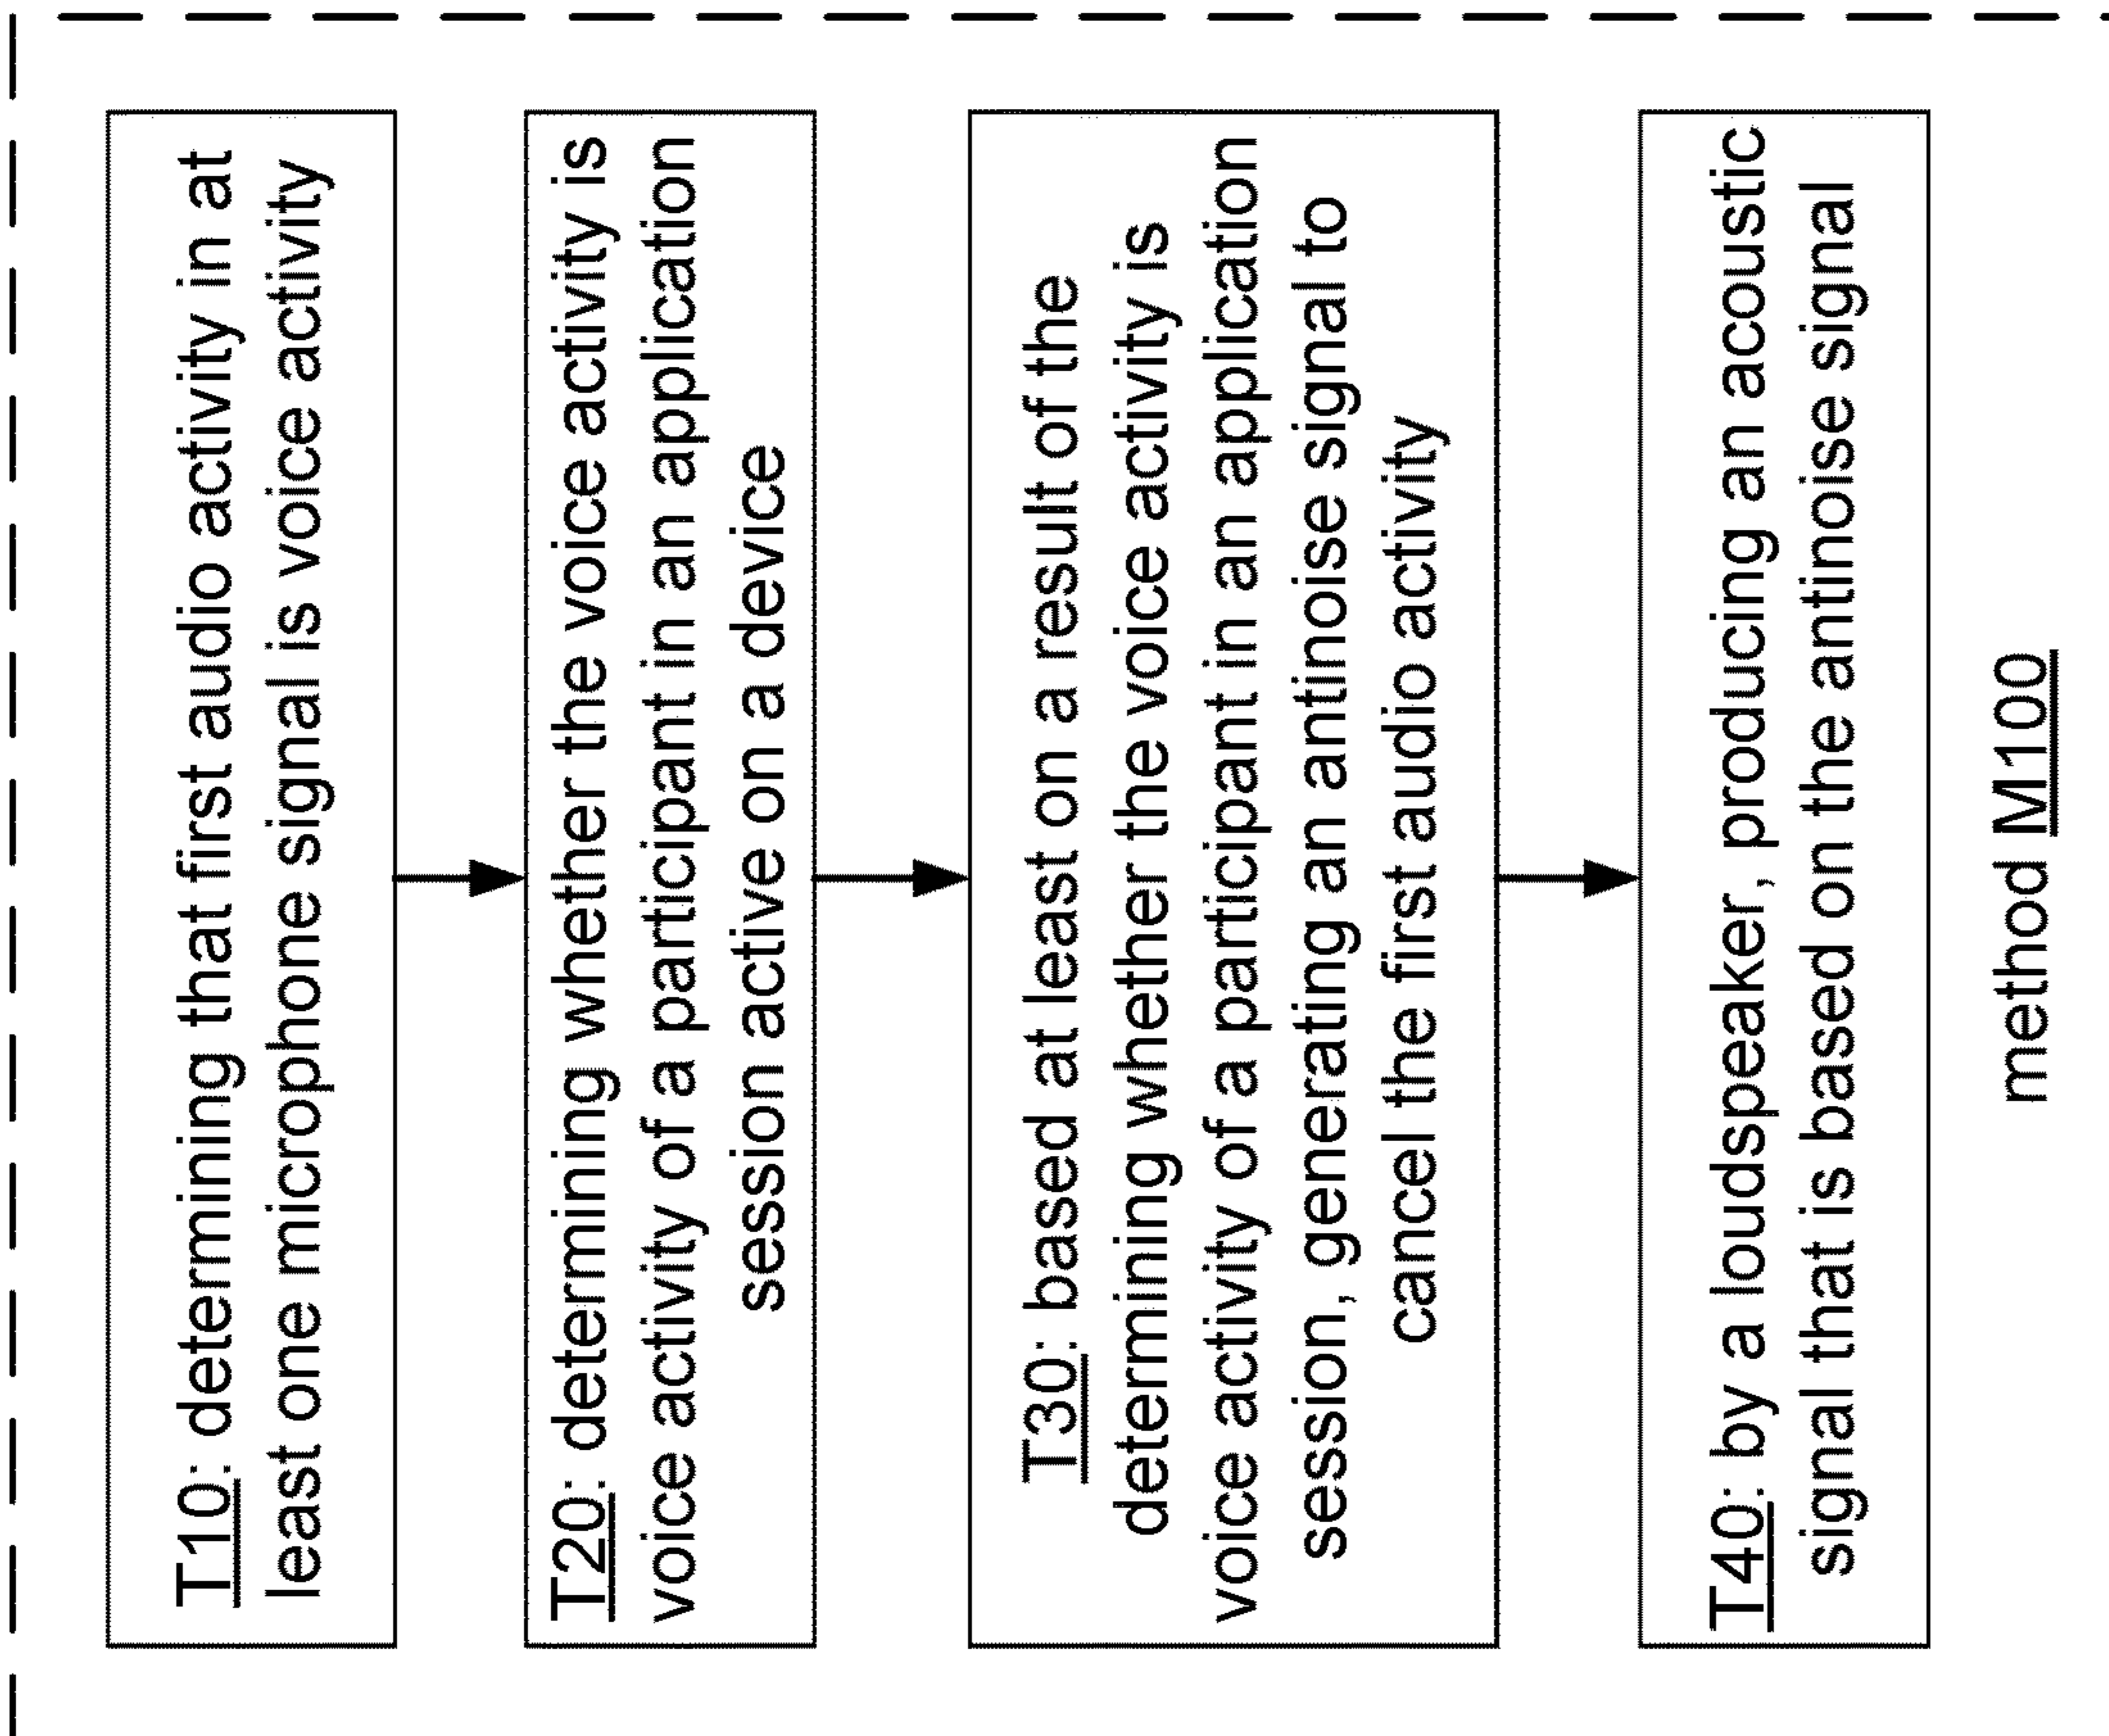 T10: determining that first audio activity in at
least one microphone signal is voice activity
T20: determining whether the voice activity is
voice activity of a participant in an application
session active on a device
T30: based at least on a result of the
determining whether the voice activity is
voice activity of a participant in an application
session, generating an antinoise signal to
cancel the first audio activity
T40: by a loudspeaker, producing an acoustic
signal that is based on the antinoise signal
method M100